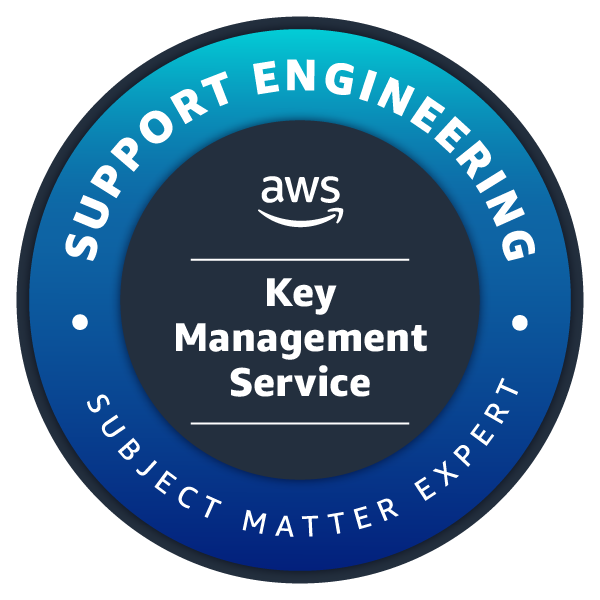 SUPPORT ENGINEERING
aws
Key
Management
Service
SUBJECT MATTER EXPERT